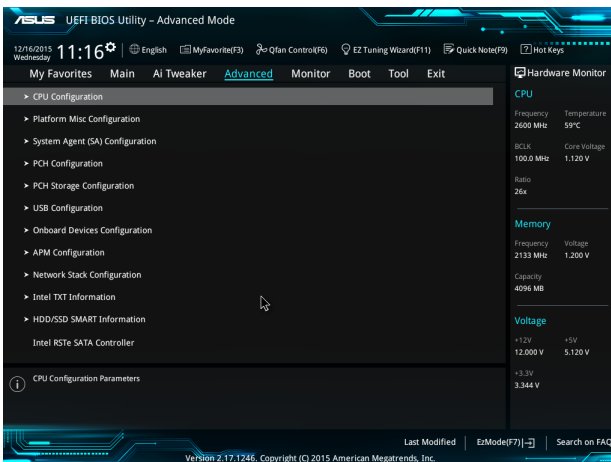 ASUS UEFI BIOS Utility – Advanced Mode
12/16/2015 Wednesday 11:16 English MyFavorite(F3) Qfan Control(F6) EZ Tuning Wizard(F11) Quick Note(F9) ? Hot Keys
My Favorites Main Ai Tweaker Advanced Monitor Boot Tool Exit
Hardware Monitor
> CPU Configuration
> Platform Misc Configuration
> System Agent (SA) Configuration
> PCH Configuration
> PCH Storage Configuration
> USB Configuration
> Onboard Devices Configuration
> APM Configuration
> Network Stack Configuration
> Intel TXT Information
> HDD/SSD SMART Information
Intel RSTe SATA Controller
CPU Configuration Parameters
CPU
Frequency Temperature
2600 MHz 59°C
BCLK Core Voltage
100.0 MHz 1.120 V
Ratio
26x
Memory
Frequency Voltage
2133 MHz 1.200 V
Capacity
4096 MB
Voltage
+12V +5V
12.000 V 5.120 V
+3.3V
3.344 V
Last Modified EzMode(F7)| Search on FAQ
Version 2.17.1246. Copyright (C) 2015 American Megatrends, Inc.